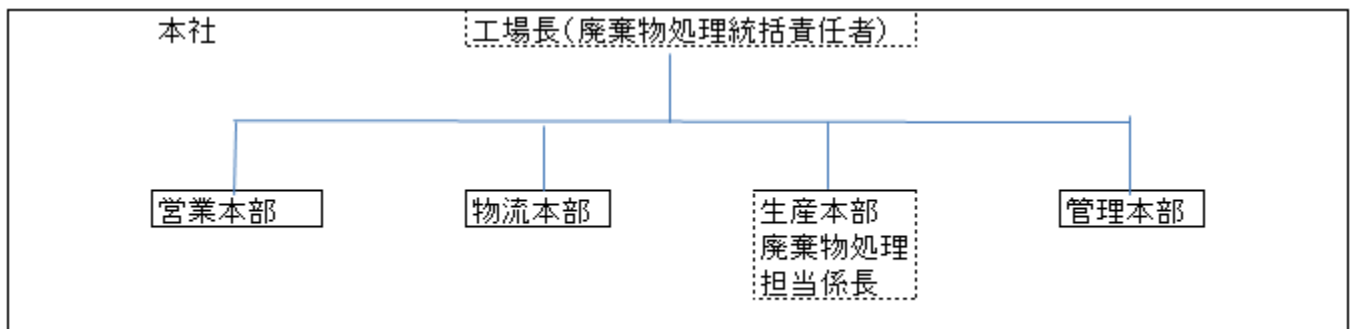 本社
工場長(廃棄物処理統括責任者)
営業本部
物流本部
生産本部
廃棄物処理
担当係長
管理本部